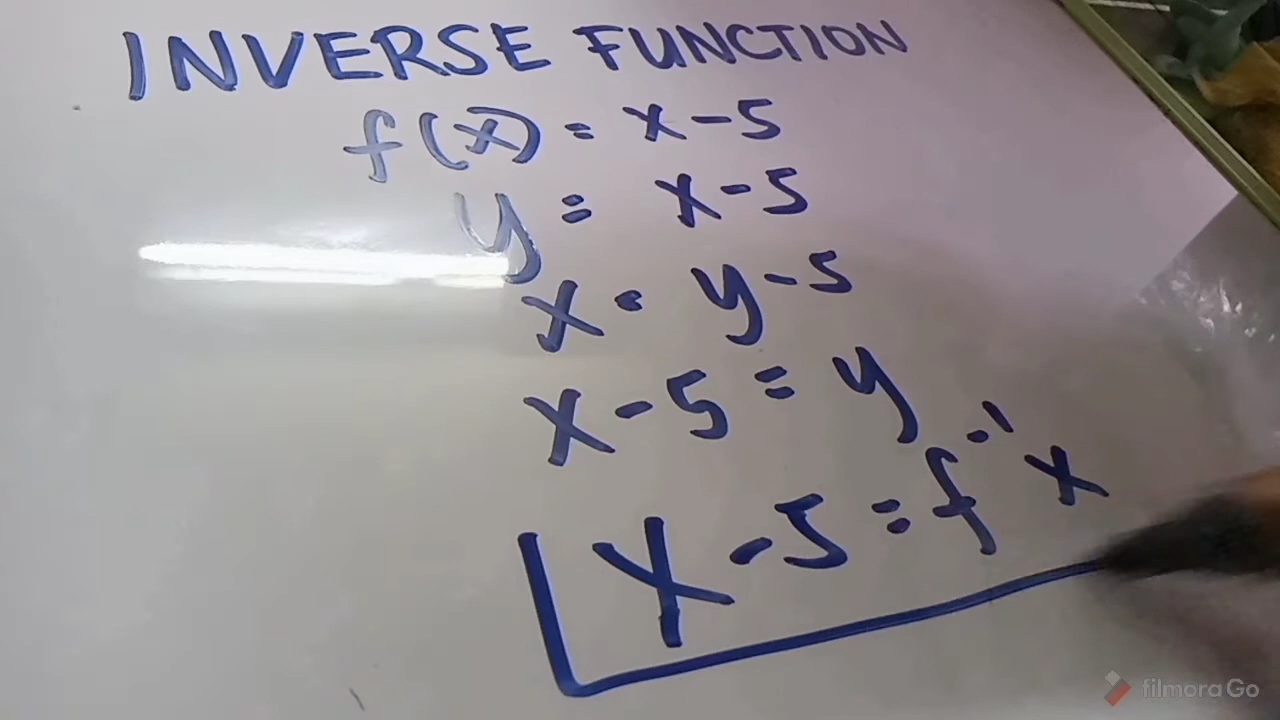 INVERSE FUNCTION
f(x) = x-5
y = x-5
x = y-5
x-5 = y
x-5 = f⁻¹x
filmoraGo